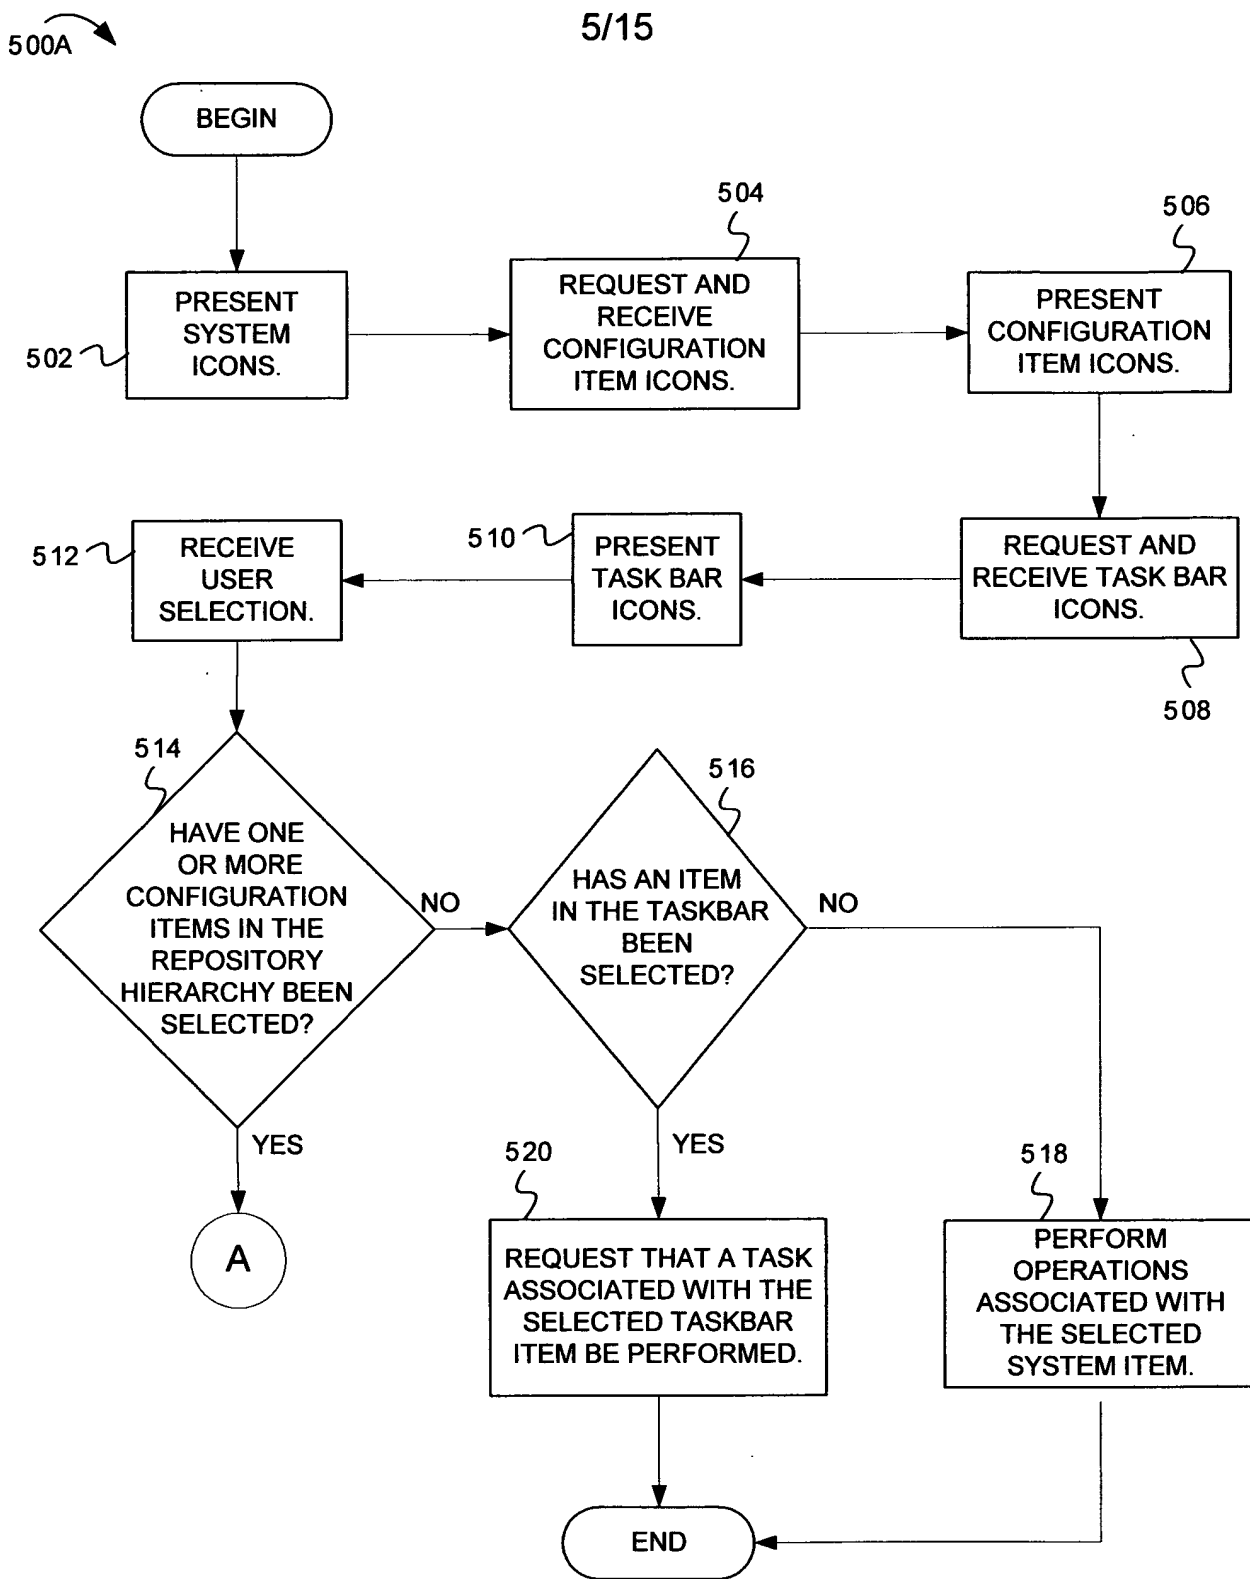 5/15
500A
BEGIN
504
506
PRESENT
SYSTEM
ICONS.
502
REQUEST AND
RECEIVE
CONFIGURATION
ITEM ICONS.
PRESENT
CONFIGURATION
ITEM ICONS.
512
RECEIVE
USER
SELECTION.
510
PRESENT
TASK BAR
ICONS.
REQUEST AND
RECEIVE TASK BAR
ICONS.
508
514
HAVE ONE
OR MORE
CONFIGURATION
ITEMS IN THE
REPOSITORY
HIERARCHY BEEN
SELECTED?
NO
516
HAS AN ITEM
IN THE TASKBAR
BEEN
SELECTED?
NO
YES
A
YES
520
REQUEST THAT A TASK
ASSOCIATED WITH THE
SELECTED TASKBAR
ITEM BE PERFORMED.
518
PERFORM
OPERATIONS
ASSOCIATED WITH
THE SELECTED
SYSTEM ITEM.
END